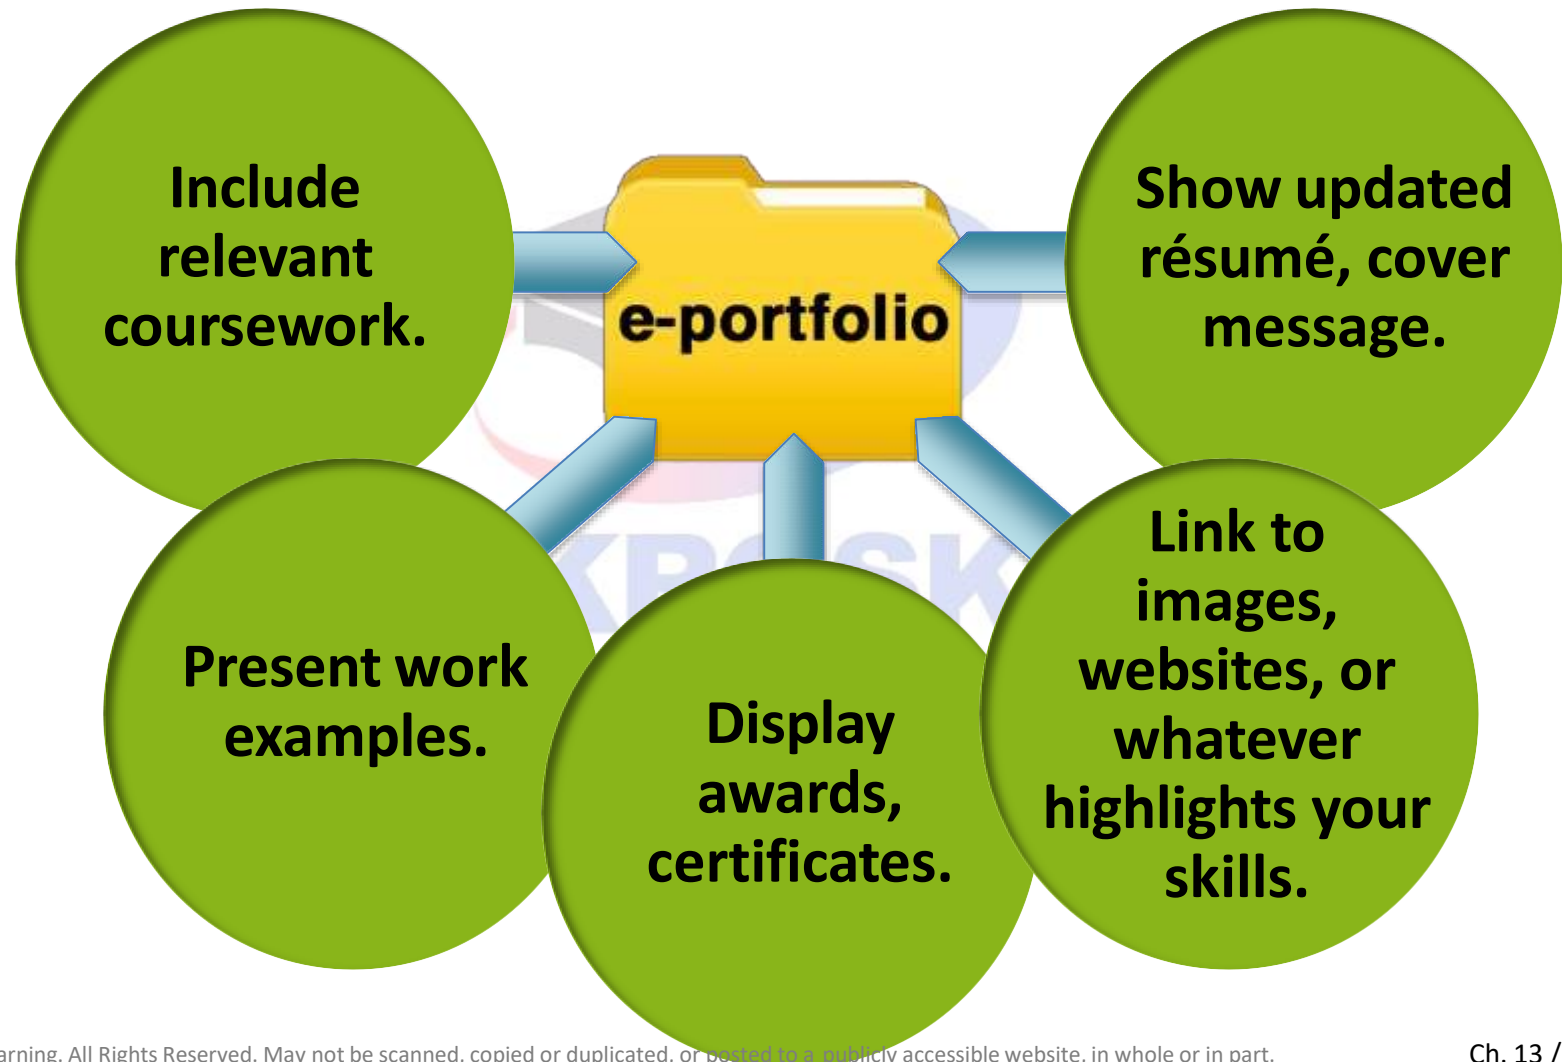 Include
relevant
coursework.
e-portfolio
Show updated
résumé, cover
message.
Present work
examples.
Display
awards,
certificates.
Link to
images,
websites, or
whatever
highlights your
skills.
arning. All Rights Reserved. May not be scanned, copied or duplicated, or posted to a publicly accessible website, in whole or in part.
Ch. 13 /